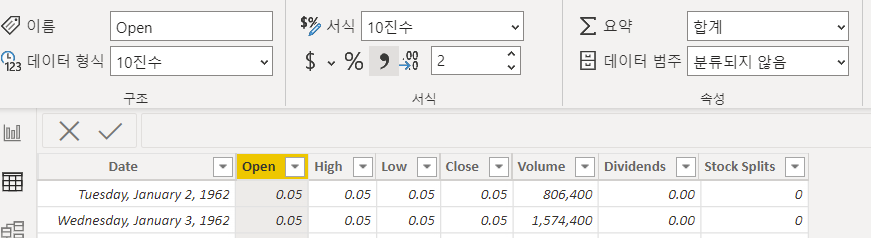 이름 Open
$% 서식 10진수
요약 합계
123 데이터 형식 10진수
$ % , .00 .0 2
데이터 범주 분류되지 않음
구조
서식
속성
Date Open High Low Close Volume Dividends Stock Splits
Tuesday, January 2, 1962 0.05 0.05 0.05 0.05 806,400 0.00 0
Wednesday, January 3, 1962 0.05 0.05 0.05 0.05 1,574,400 0.00 0